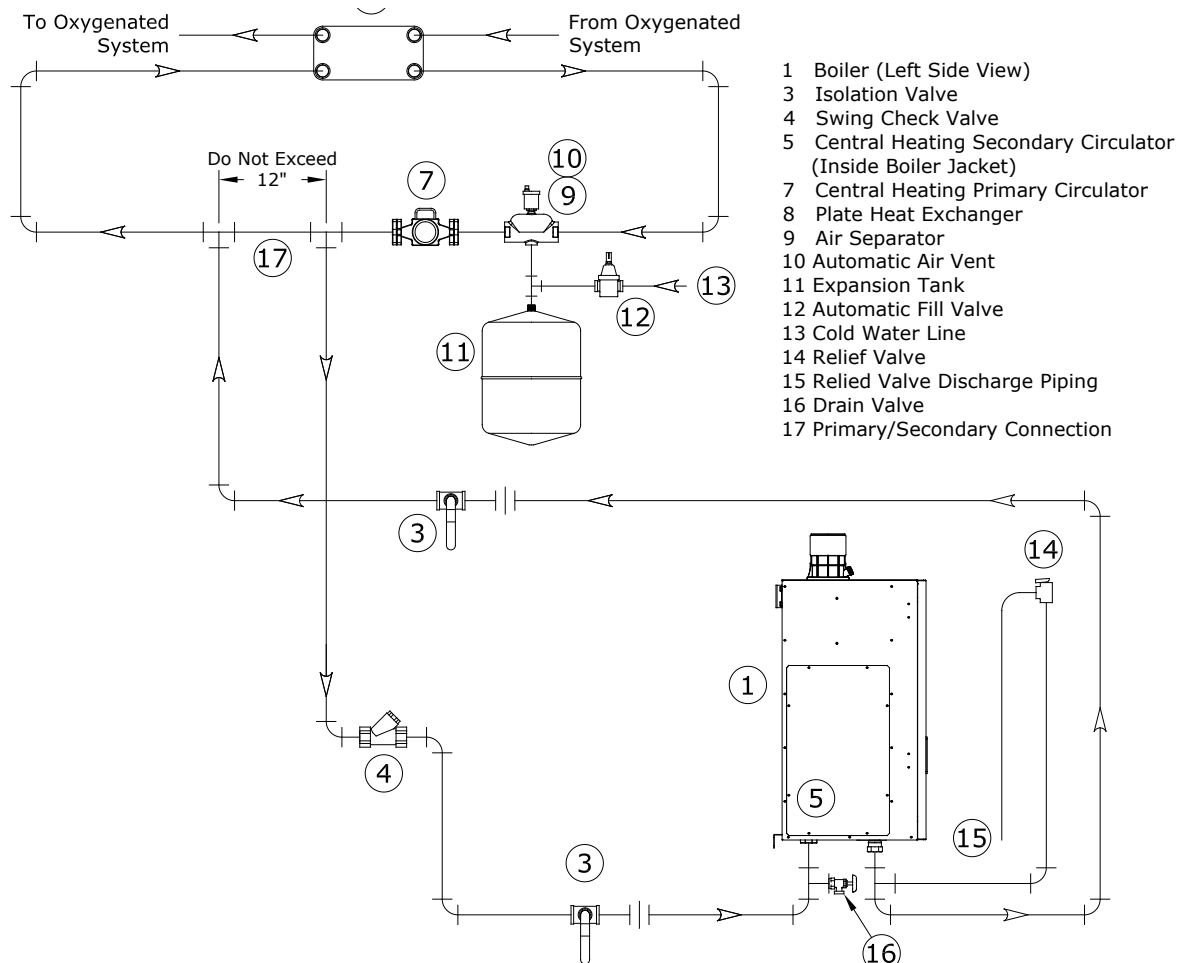 To Oxygenated
System
From Oxygenated
System
Do Not Exceed
12"
10
7
9
17
13
12
11
3
14
1
4
5
15
3
16
1 Boiler (Left Side View)
3 Isolation Valve
4 Swing Check Valve
5 Central Heating Secondary Circulator
(Inside Boiler Jacket)
7 Central Heating Primary Circulator
8 Plate Heat Exchanger
9 Air Separator
10 Automatic Air Vent
11 Expansion Tank
12 Automatic Fill Valve
13 Cold Water Line
14 Relief Valve
15 Relied Valve Discharge Piping
16 Drain Valve
17 Primary/Secondary Connection